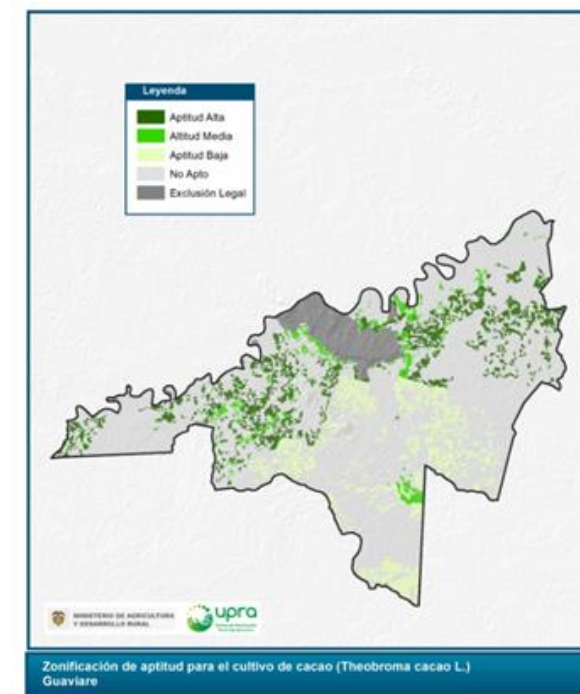 Leyenda
Aptitud Alta
Altitud Media
Aptitud Baja
No Apto
Exclusión Legal
MINISTERIO DE AGRICULTURA
Y DESARROLLO RURAL
upra
Zonificación de aptitud para el cultivo de cacao (Theobroma cacao L.)
Guaviare